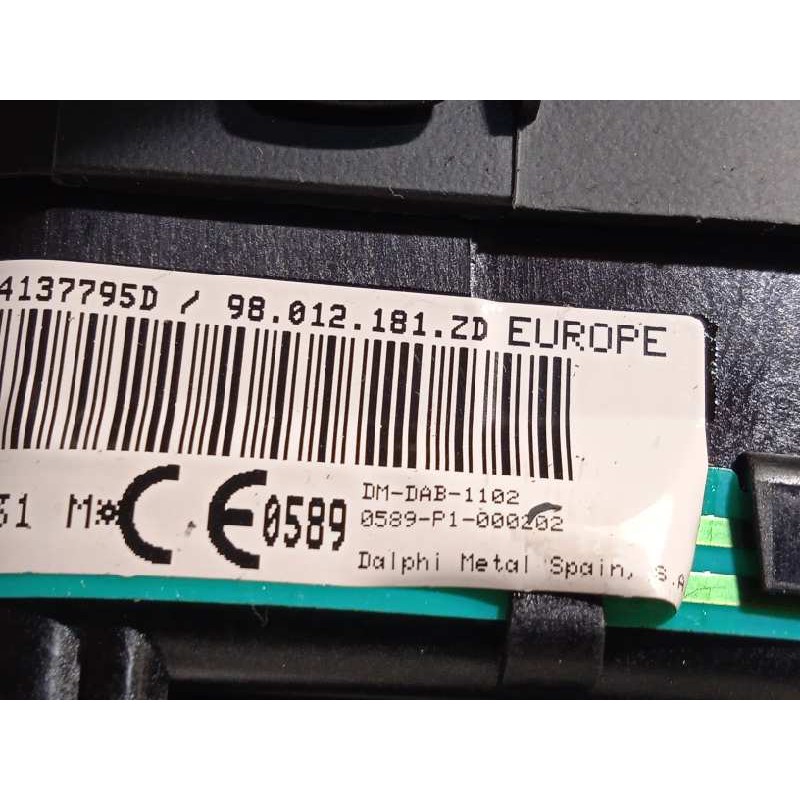 4137795D / 98.012.181.ZD EUROPE
31 M* CE 0589
DM-DAB-1102
0589-P1-000202
Dalphi Metal Spain, S.A